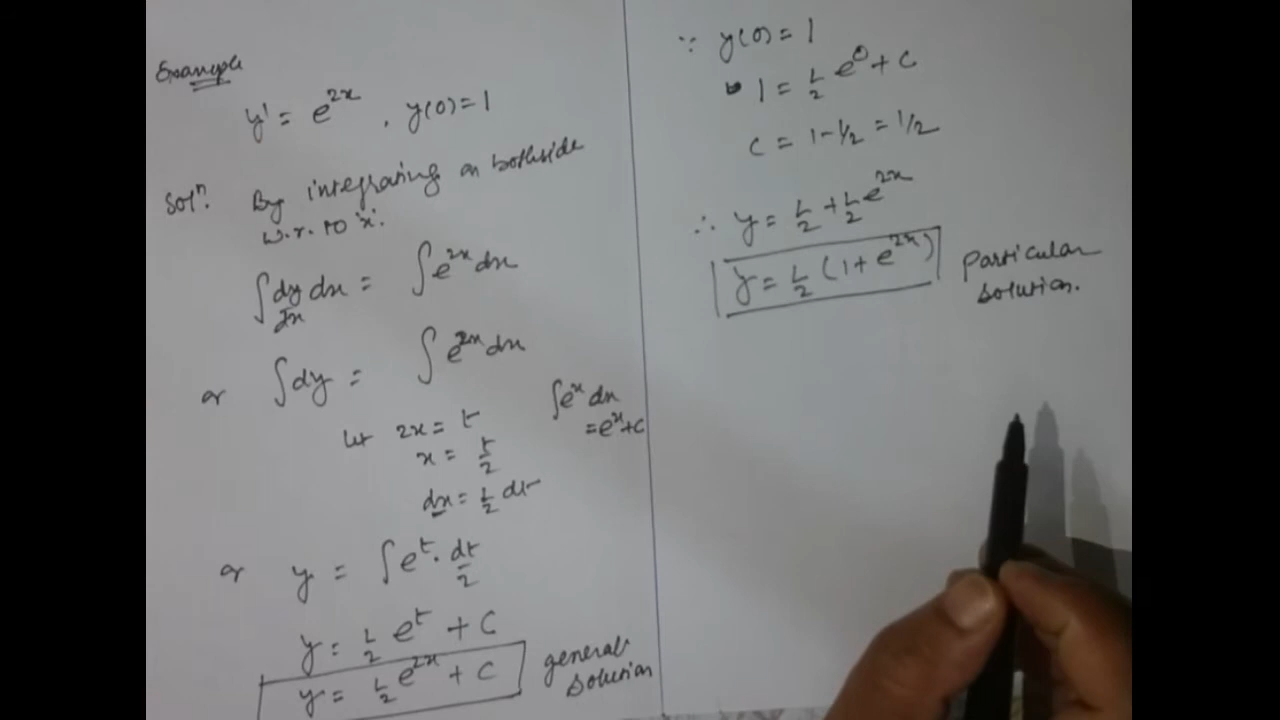 Example
y' = e^{2x} , y(0) = 1
Solⁿ. By integrating on bothside
w.r. to 'x'.
∫ dy/dx dx = ∫ e^{2x} dx
or ∫ dy = ∫ e^{2x} dx
let 2x = t
x = t/2
dx = 1/2 dt
∫ e^x dx
= e^x + c
or y = ∫ e^t · dt/2
y = 1/2 e^t + c
y = 1/2 e^{2x} + c
general
solution
∵ y(0) = 1
1 = 1/2 e^0 + c
c = 1 - 1/2 = 1/2
∴ y = 1/2 + 1/2 e^{2x}
y = 1/2 (1 + e^{2x})
particular
solution.